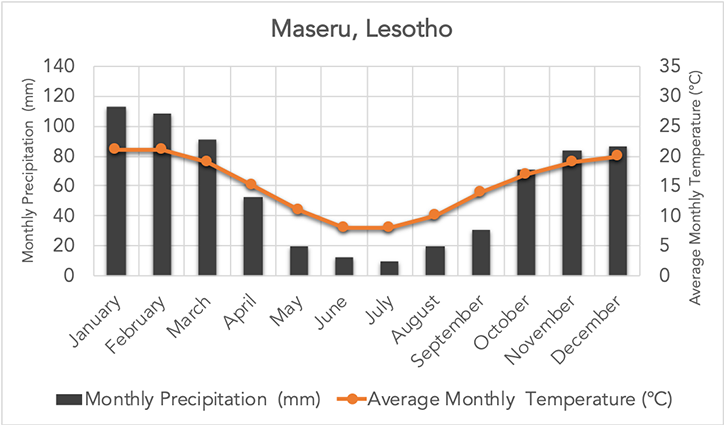 Maseru, Lesotho
Monthly Precipitation (mm)
140
120
100
80
60
40
20
0
35
30
25
20
15
10
5
0
Average Monthly Temperature (°C)
January
February
March
April
May
June
July
August
September
October
November
December
Monthly Precipitation (mm)
Average Monthly Temperature (°C)